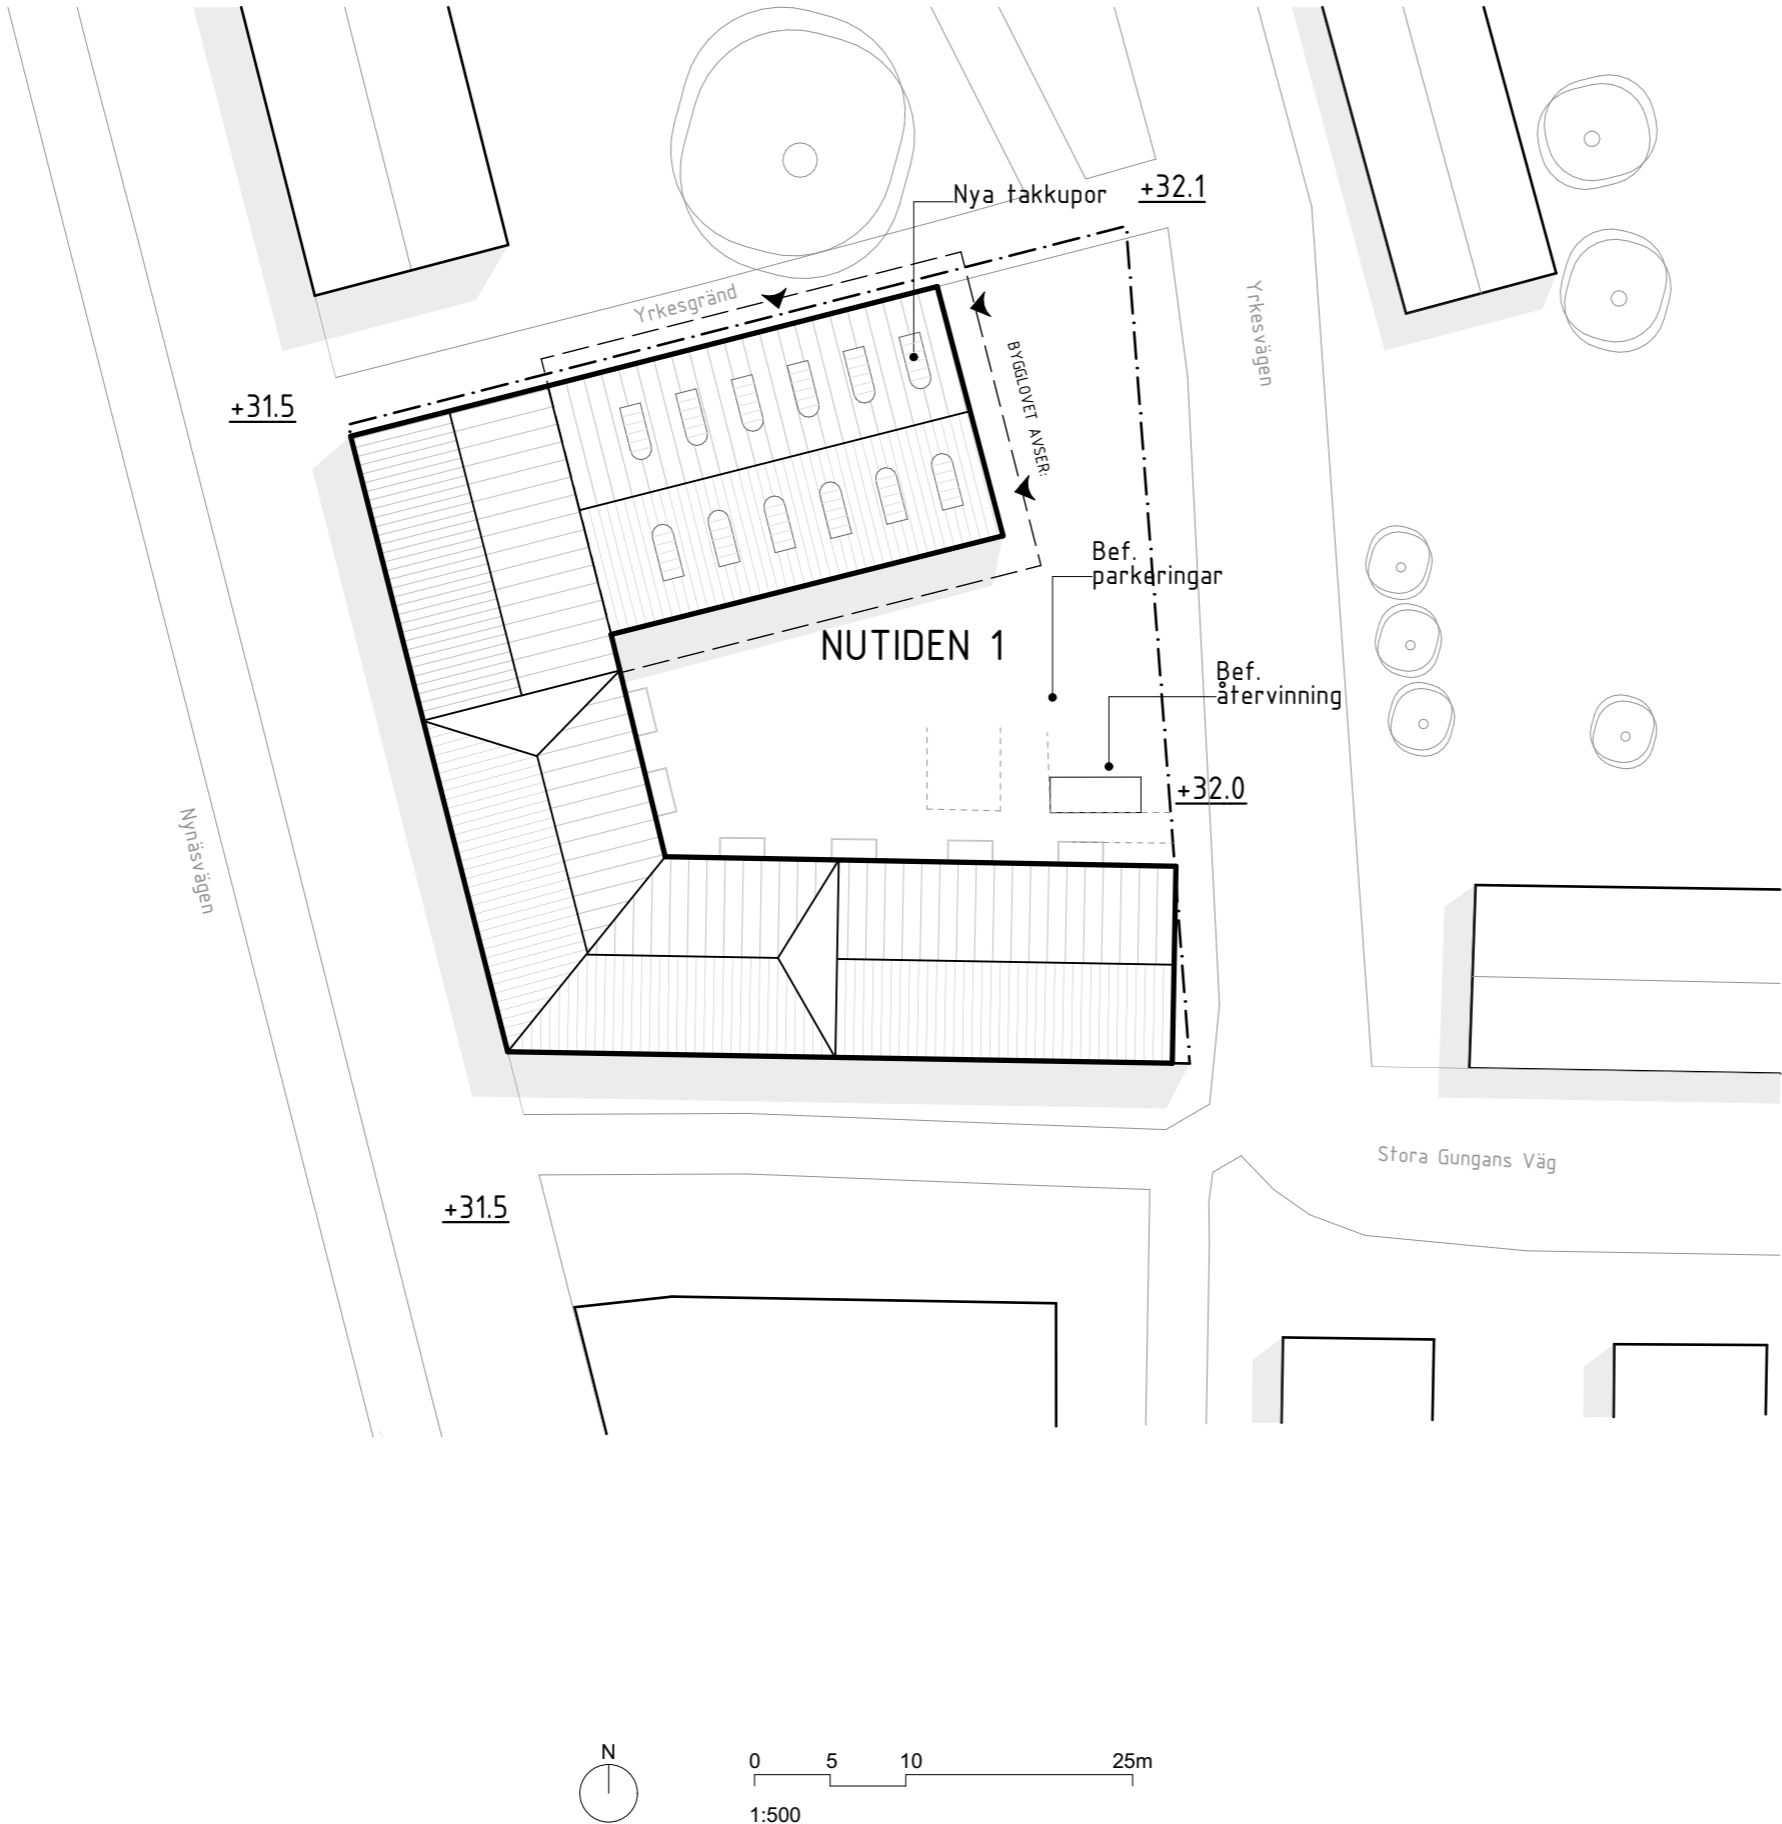 Nya takkupor
+32.1
Yrkesgränd
Yrkesvägen
BYGGLOVET AVSER:
+31.5
Bef.
parkeringar
NUTIDEN 1
Bef.
återvinning
+32.0
Nynäsvägen
Stora Gungans Väg
+31.5
N
0 5 10 25m
1:500